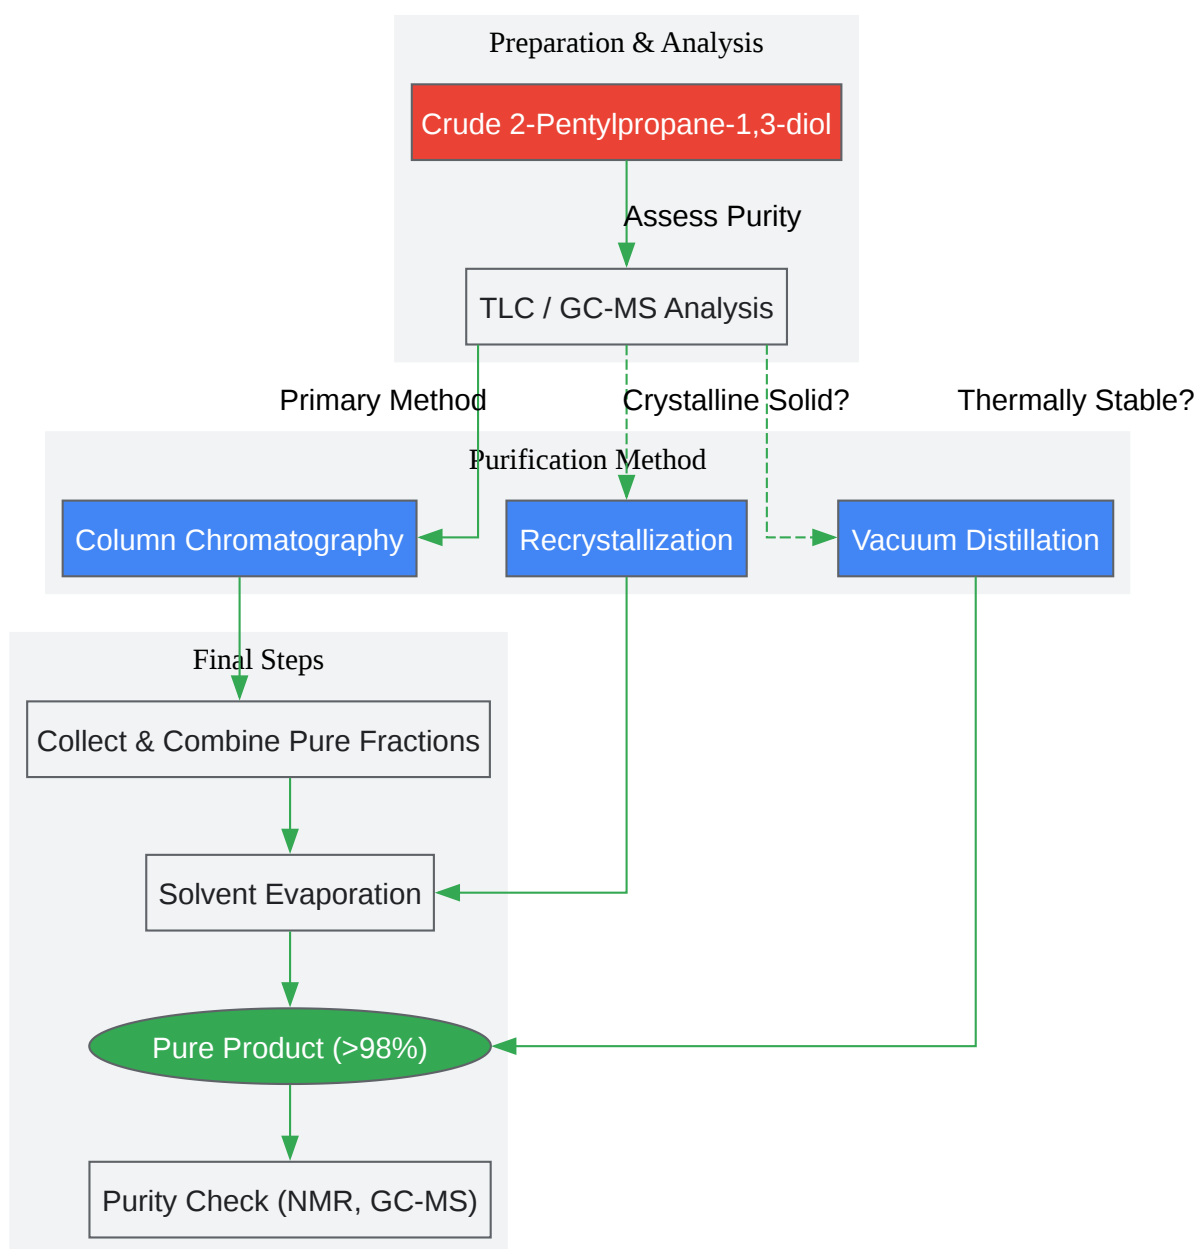 Preparation & Analysis
Crude 2-Pentylpropane-1,3-diol
Assess Purity
TLC / GC-MS Analysis
Primary Method
Crystalline Solid?
Thermally Stable?
Purification Method
Column Chromatography
Recrystallization
Vacuum Distillation
Final Steps
Collect & Combine Pure Fractions
Solvent Evaporation
Pure Product (>98%)
Purity Check (NMR, GC-MS)